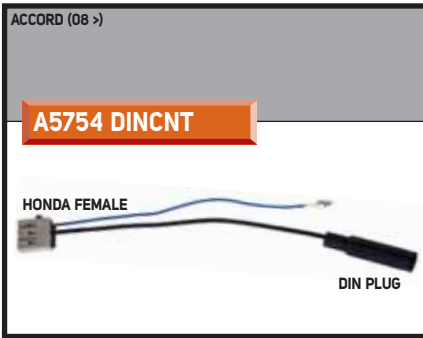 ACCORD (08 >)
A5754 DINCNT
HONDA FEMALE
DIN PLUG